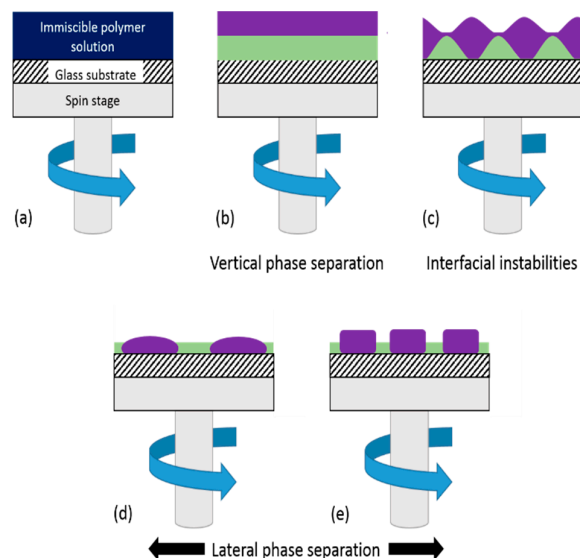 Immiscible polymer
solution
Glass substrate
Spin stage
(a)
(b)
(c)
Vertical phase separation
Interfacial instabilities
(d)
(e)
Lateral phase separation